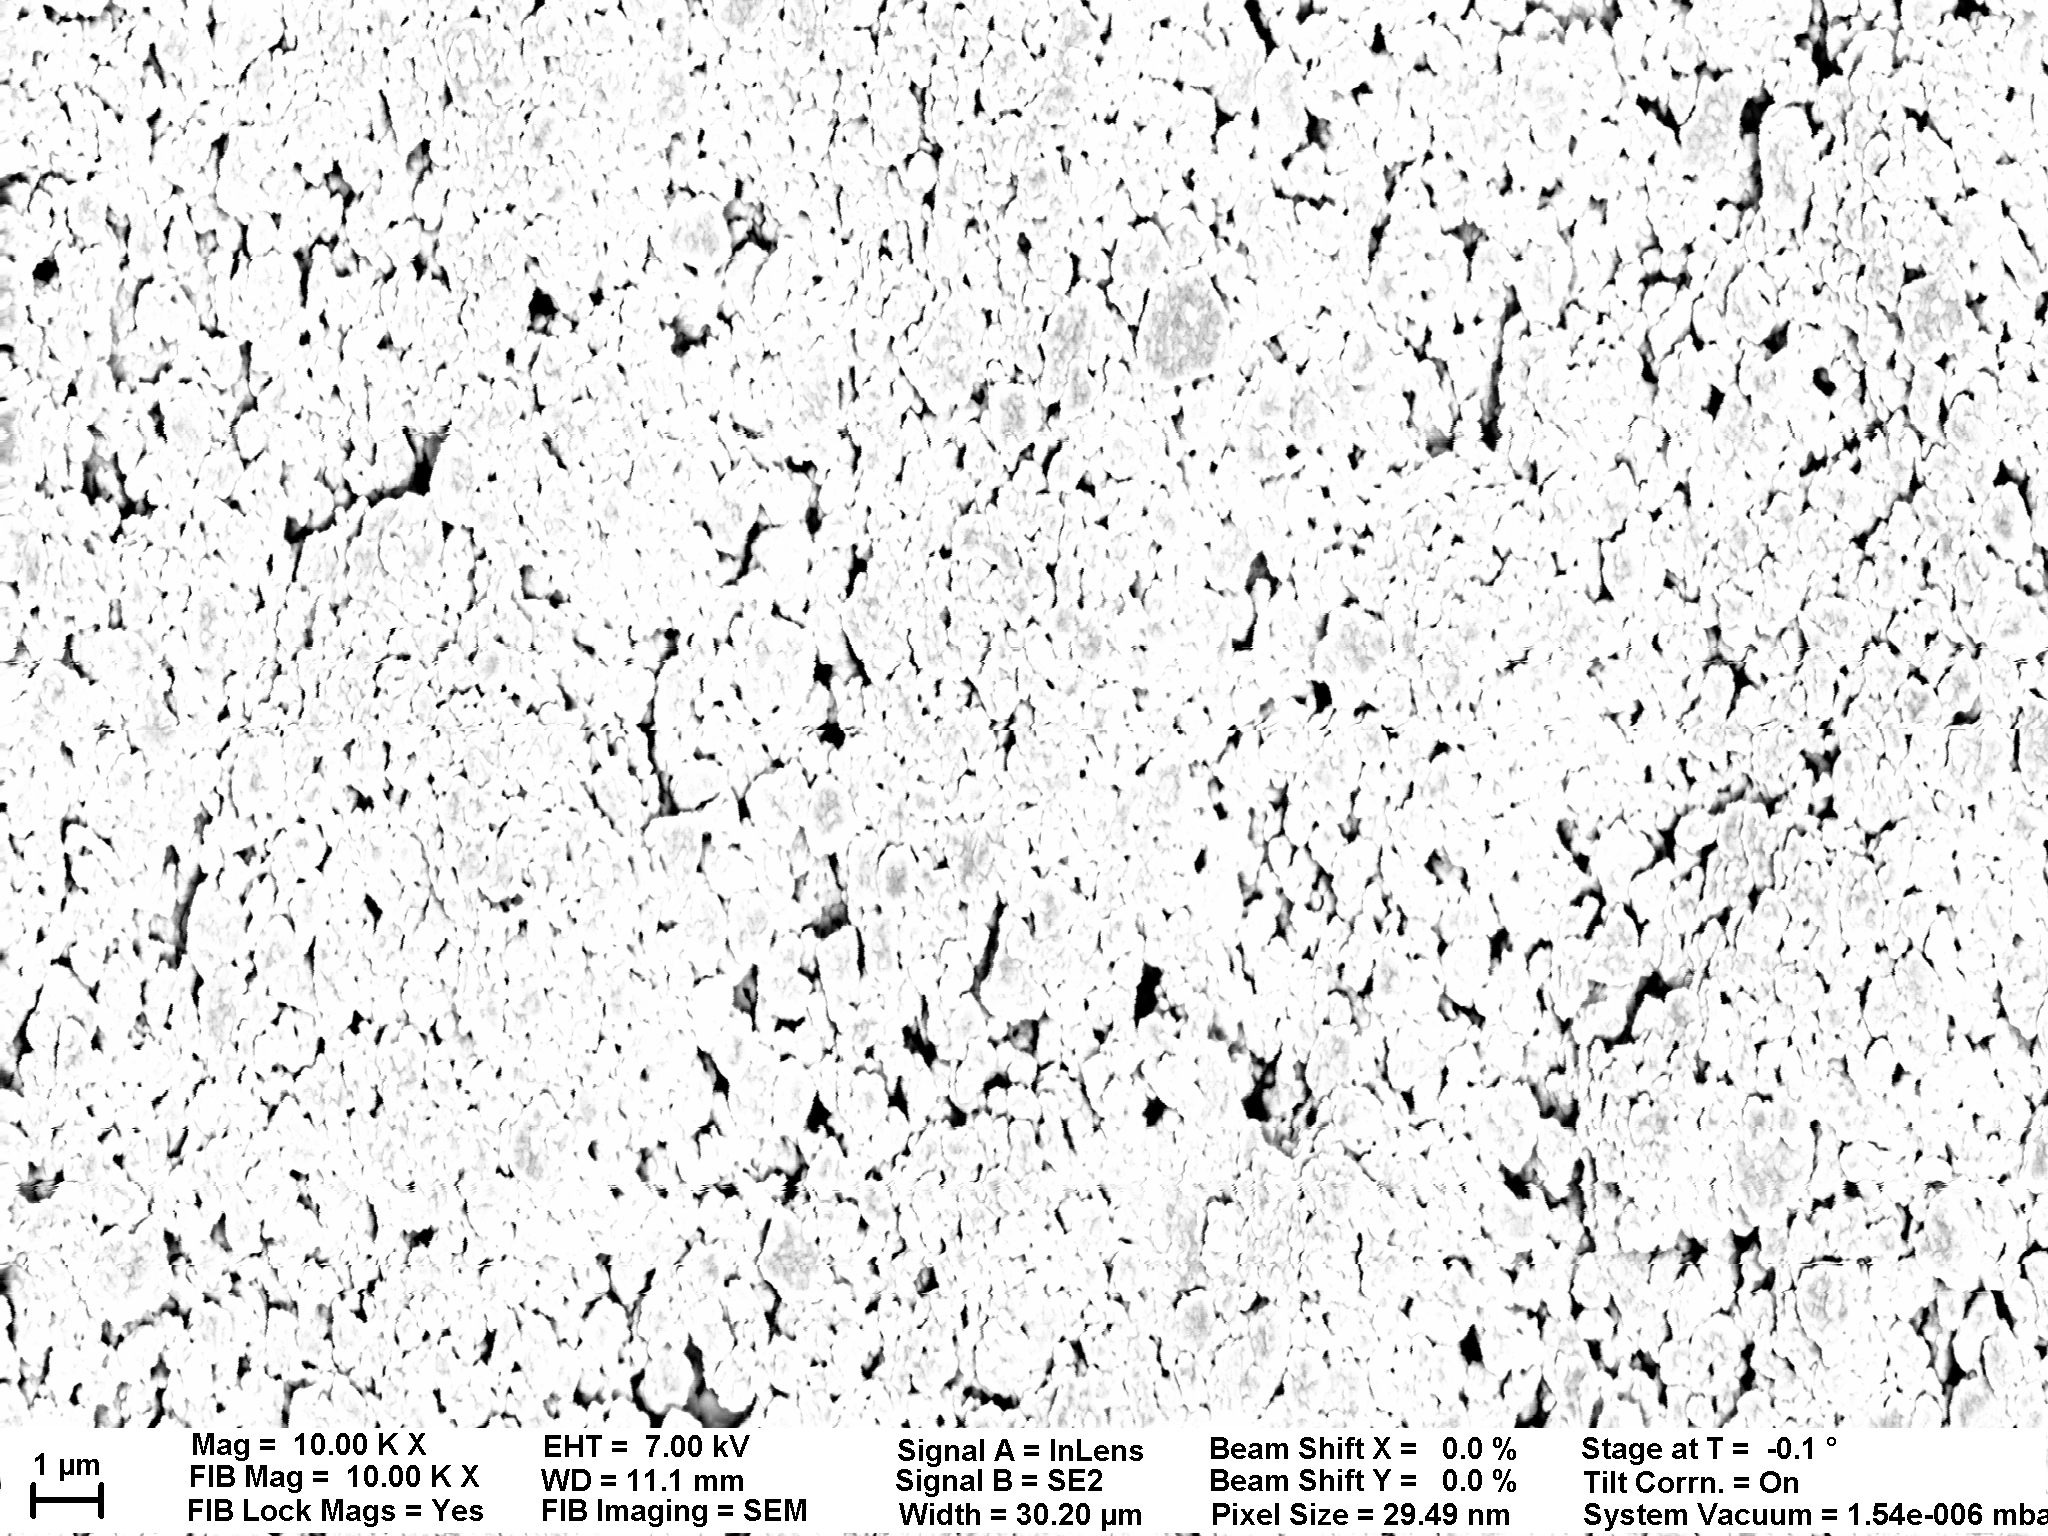 1 µm
Mag = 10.00 K X
FIB Mag = 10.00 K X
FIB Lock Mags = Yes
EHT = 7.00 kV
WD = 11.1 mm
FIB Imaging = SEM
Signal A = InLens
Signal B = SE2
Width = 30.20 µm
Beam Shift X = 0.0 %
Beam Shift Y = 0.0 %
Pixel Size = 29.49 nm
Stage at T = -0.1 °
Tilt Corrn. = On
System Vacuum = 1.54e-006 mba